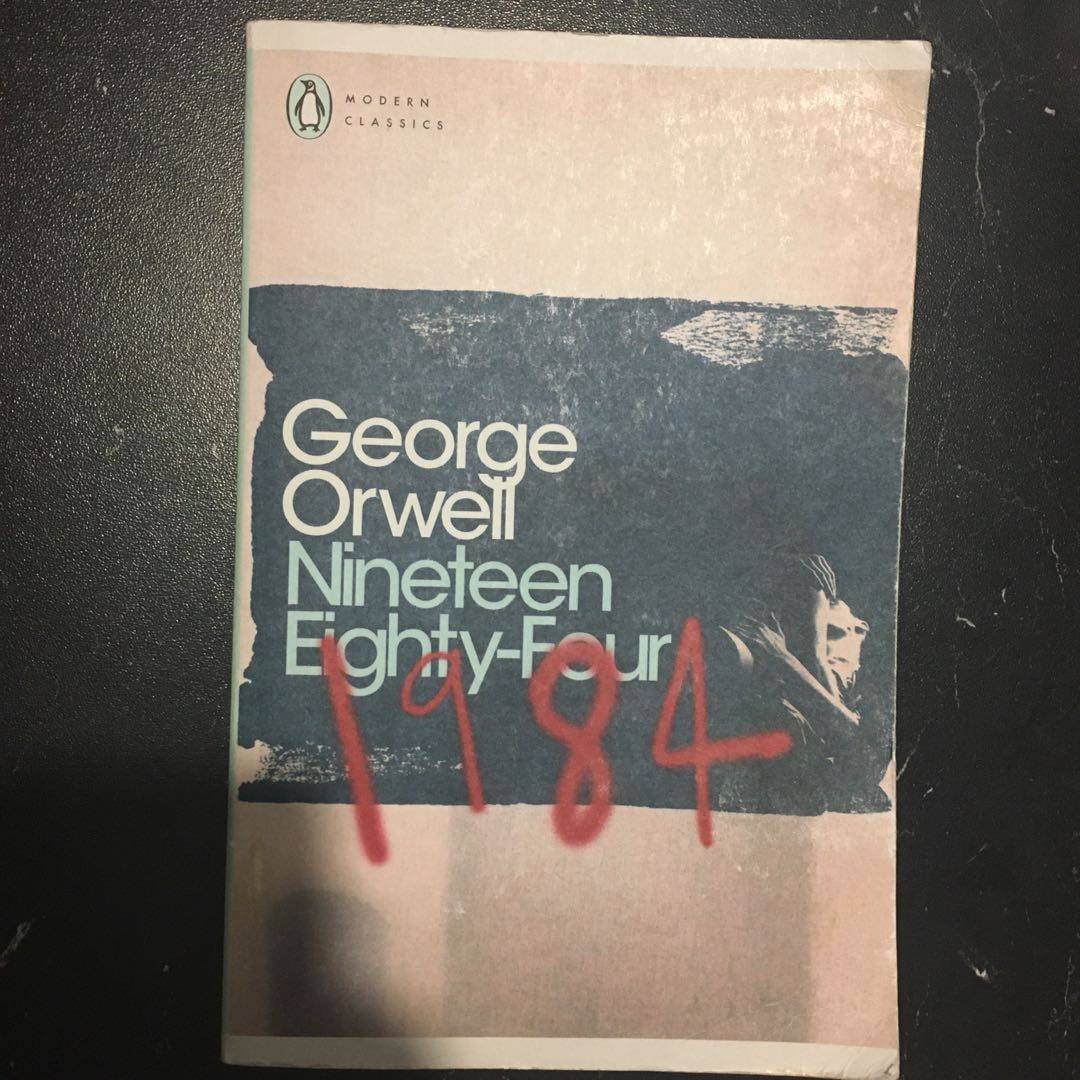 MODERN
CLASSICS
George
Orwell
Nineteen
Eighty-Four
1984